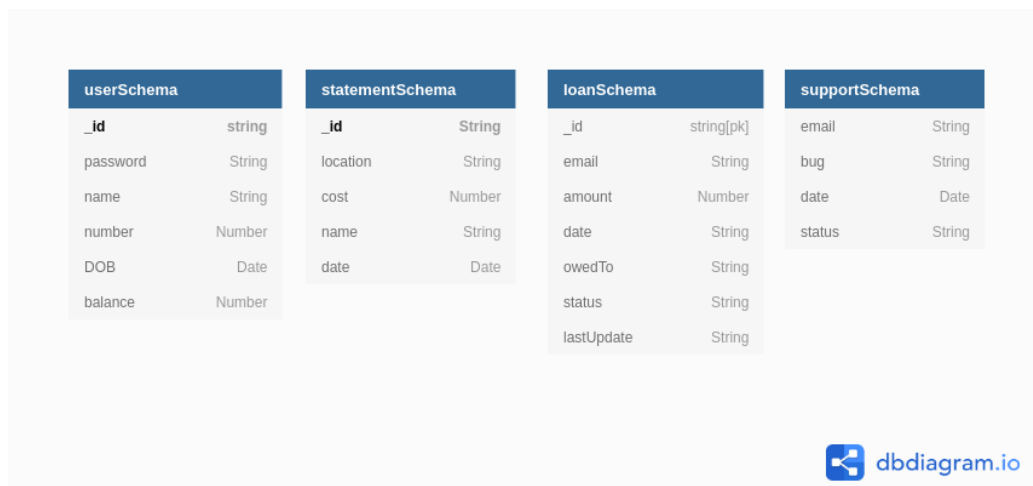 userSchema
_id string
password String
name String
number Number
DOB Date
balance Number
statementSchema
_id String
location String
cost Number
name String
date Date
loanSchema
_id string[pk]
email String
amount Number
date String
owedTo String
status String
lastUpdate String
supportSchema
email String
bug String
date Date
status String
dbdiagram.io